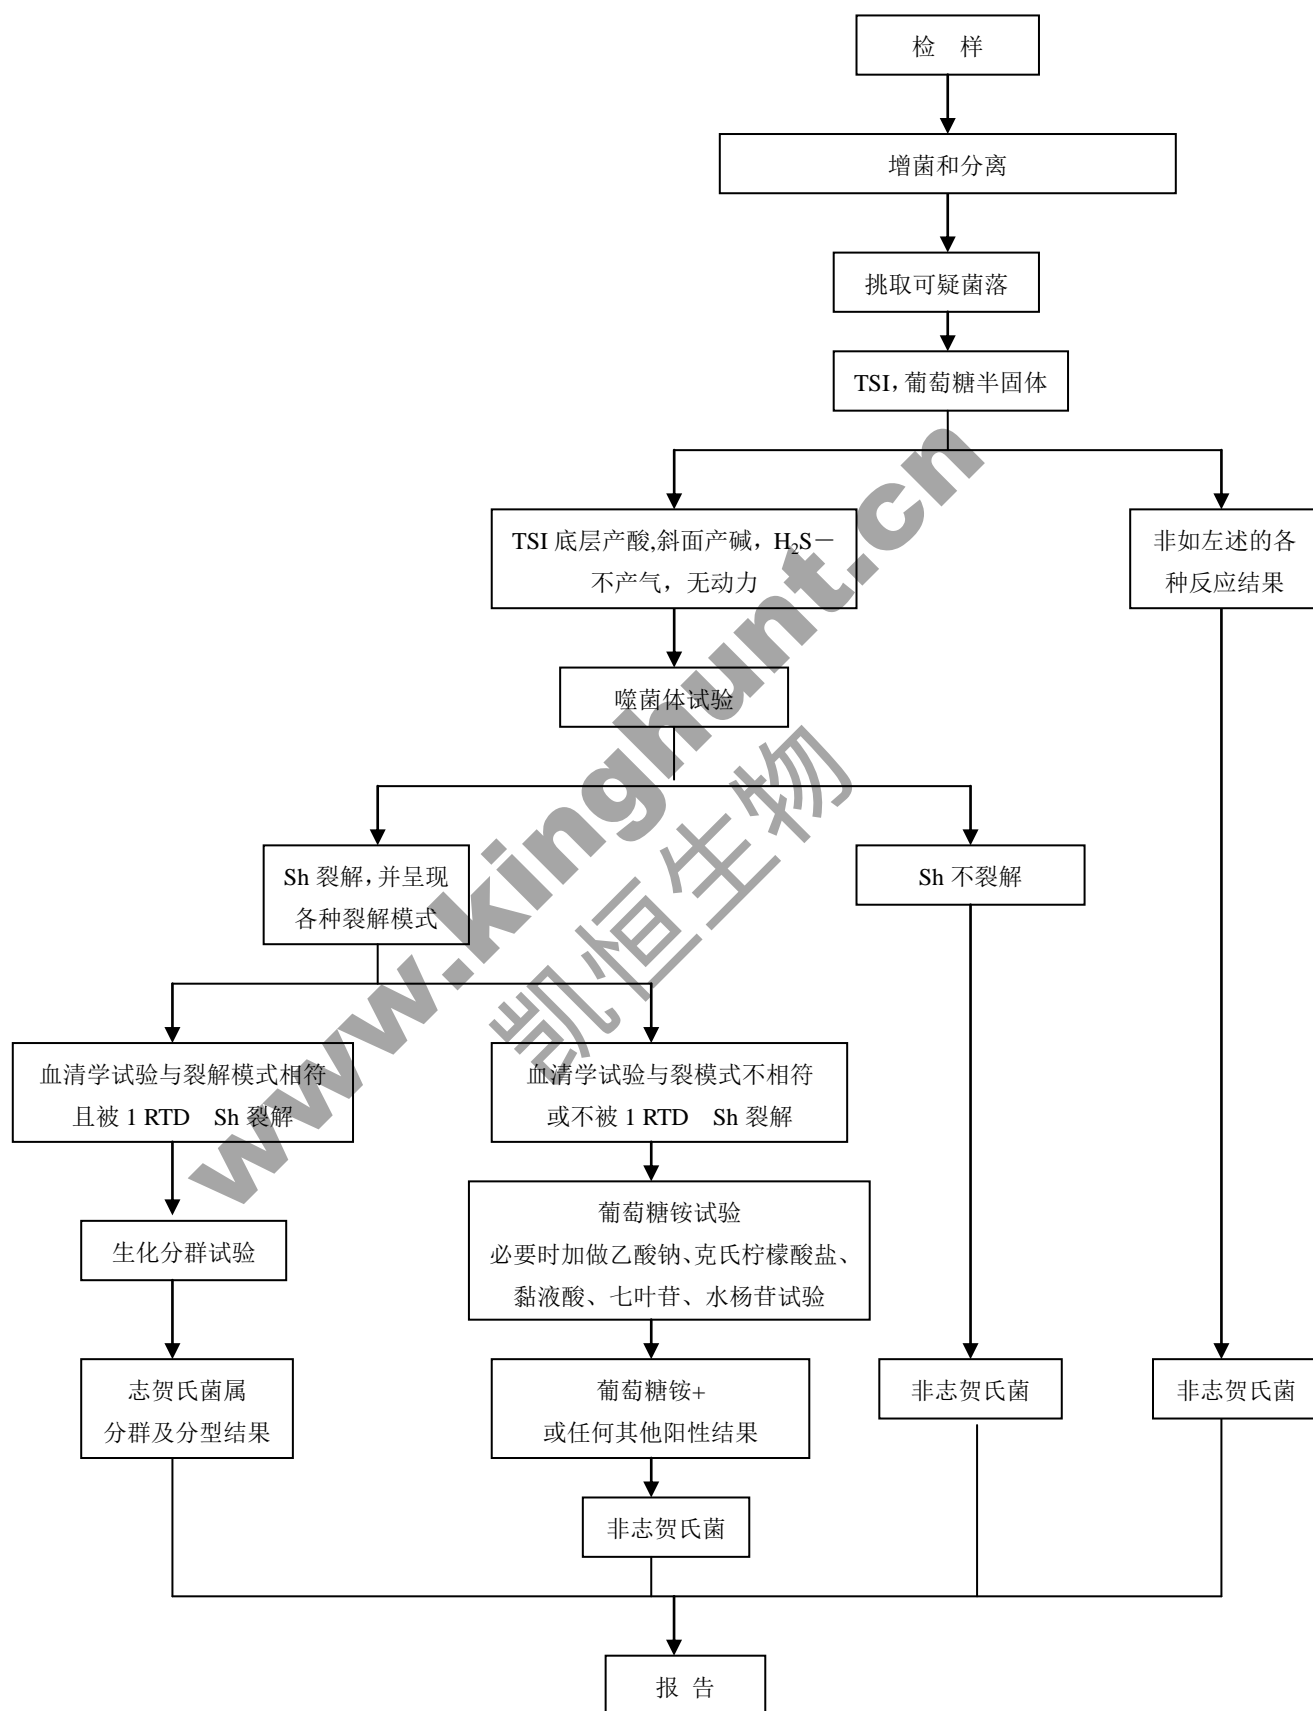 检 样
增菌和分离
挑取可疑菌落
TSI，葡萄糖半固体
TSI 底层产酸,斜面产碱，H₂S－
不产气，无动力
非如左述的各
种反应结果
噬菌体试验
Sh 裂解，并呈现
各种裂解模式
Sh 不裂解
血清学试验与裂解模式相符
且被 1 RTD Sh 裂解
血清学试验与裂模式不相符
或不被 1 RTD Sh 裂解
葡萄糖铵试验
必要时加做乙酸钠、克氏柠檬酸盐、
黏液酸、七叶苷、水杨苷试验
生化分群试验
志贺氏菌属
分群及分型结果
葡萄糖铵+
或任何其他阳性结果
非志贺氏菌
非志贺氏菌
非志贺氏菌
报 告
www.kinghunt.cn
凯恒生物